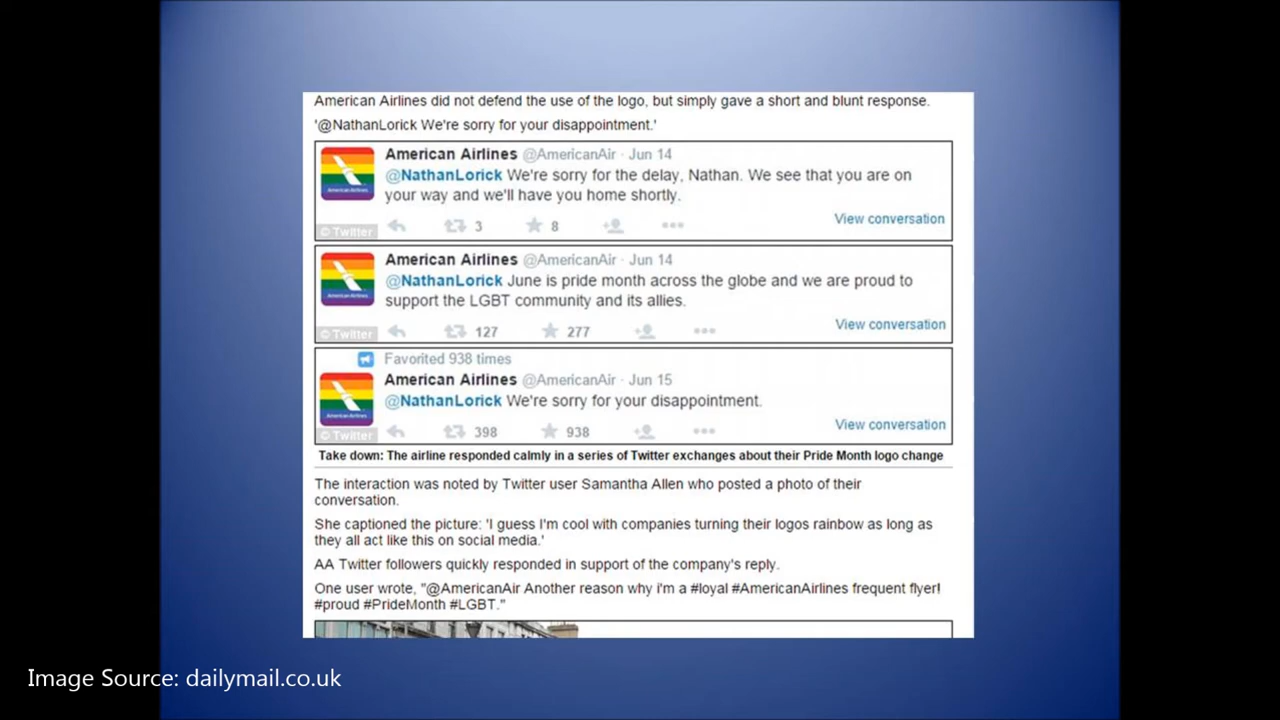 American Airlines did not defend the use of the logo, but simply gave a short and blunt response.
'@NathanLorick We're sorry for your disappointment.'
American Airlines @AmericanAir · Jun 14
@NathanLorick We're sorry for the delay, Nathan. We see that you are on
your way and we'll have you home shortly.
View conversation
© Twitter
3
8
American Airlines
American Airlines @AmericanAir · Jun 14
@NathanLorick June is pride month across the globe and we are proud to
support the LGBT community and its allies.
View conversation
© Twitter
127
277
American Airlines
Favorited 938 times
American Airlines @AmericanAir · Jun 15
@NathanLorick We're sorry for your disappointment.
View conversation
© Twitter
398
938
American Airlines
Take down: The airline responded calmly in a series of Twitter exchanges about their Pride Month logo change
The interaction was noted by Twitter user Samantha Allen who posted a photo of their
conversation.
She captioned the picture: 'I guess I'm cool with companies turning their logos rainbow as long as
they all act like this on social media.'
AA Twitter followers quickly responded in support of the company's reply.
One user wrote, "@AmericanAir Another reason why i'm a #loyal #AmericanAirlines frequent flyer!
#proud #PrideMonth #LGBT."
Image Source: dailymail.co.uk